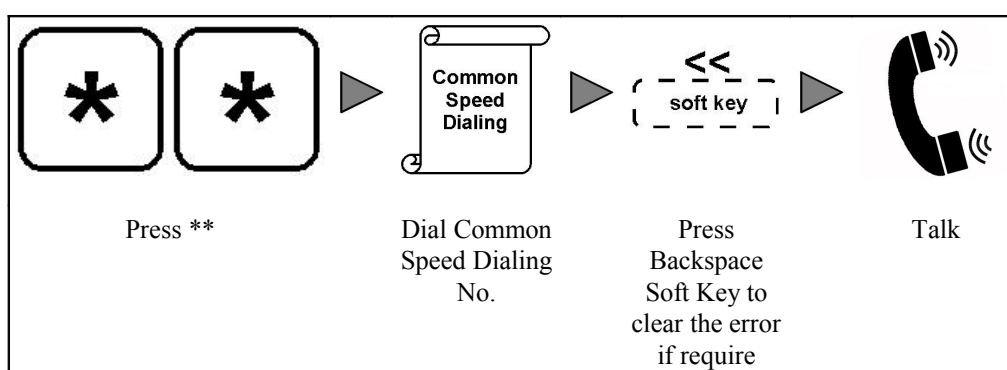 * *
Common
Speed
Dialing
<<
soft key
Press **
Dial Common
Speed Dialing
No.
Press
Backspace
Soft Key to
clear the error
if require
Talk